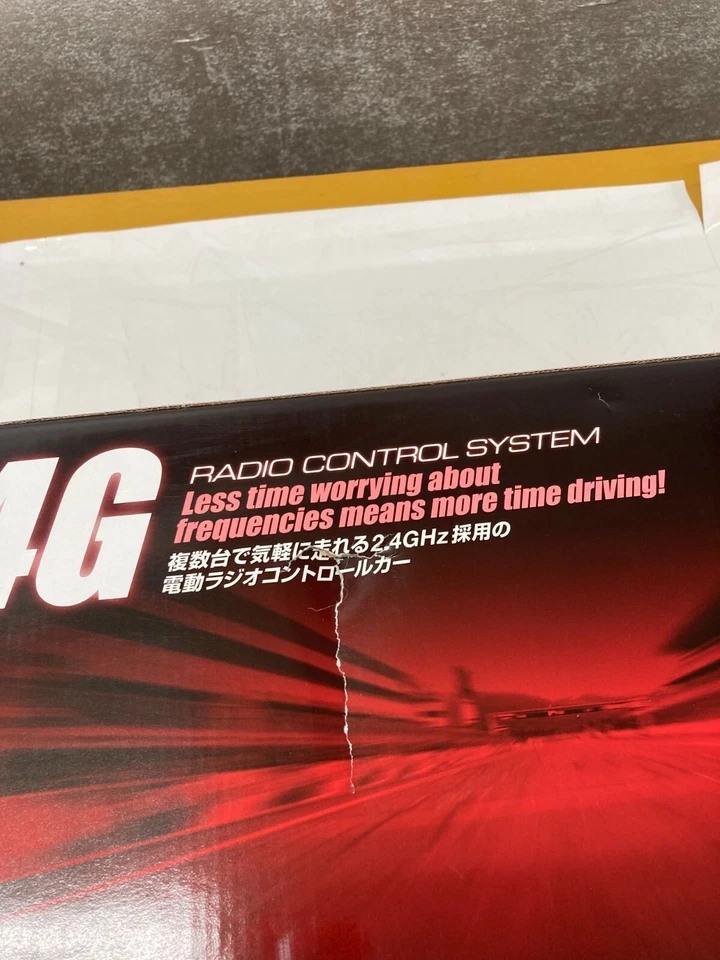 4G
RADIO CONTROL SYSTEM
Less time worrying about
frequencies means more time driving!
複数台で気軽に走れる2.4GHz採用の
電動ラジオコントロールカー